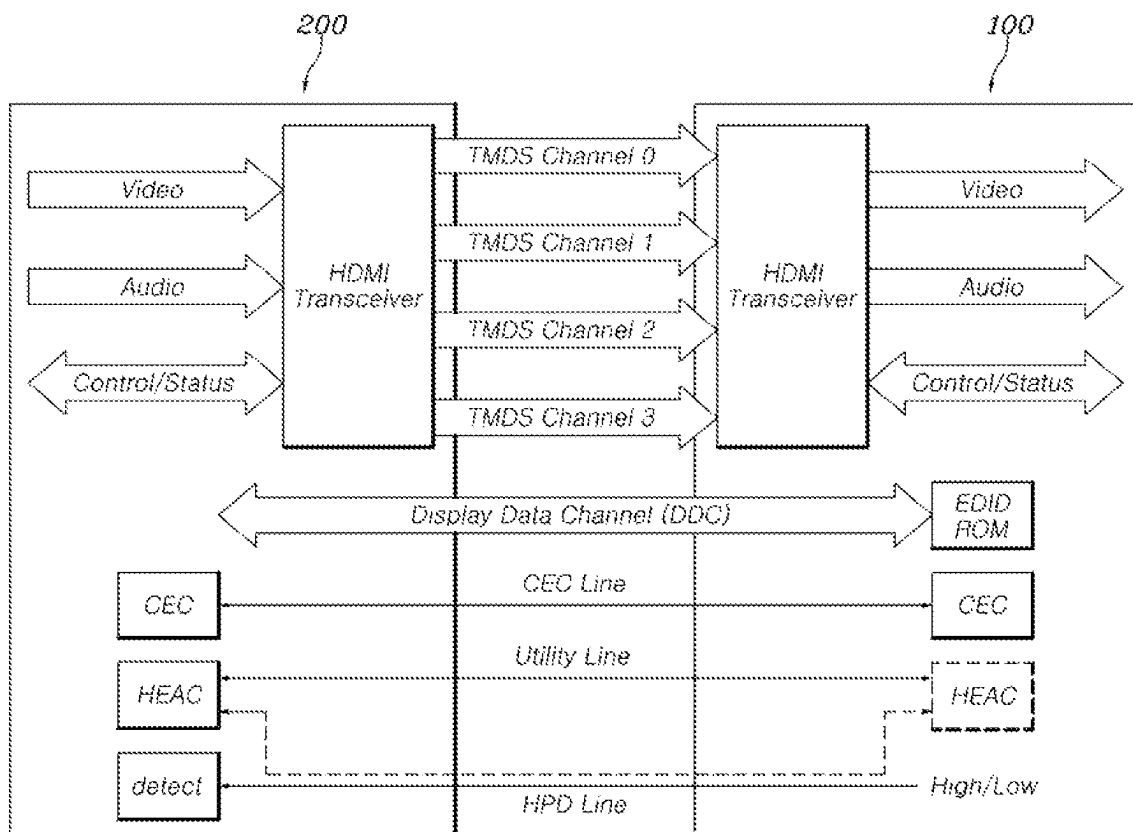 200
100
TMDS Channel 0
Video
Video
TMDS Channel 1
HDMI
Transceiver
HDMI
Transceiver
Audio
Audio
TMDS Channel 2
Control/Status
Control/Status
TMDS Channel 3
Display Data Channel (DDC)
EDID
ROM
CEC
CEC Line
CEC
Utility Line
HEAC
HEAC
detect
HPD Line
High/Low